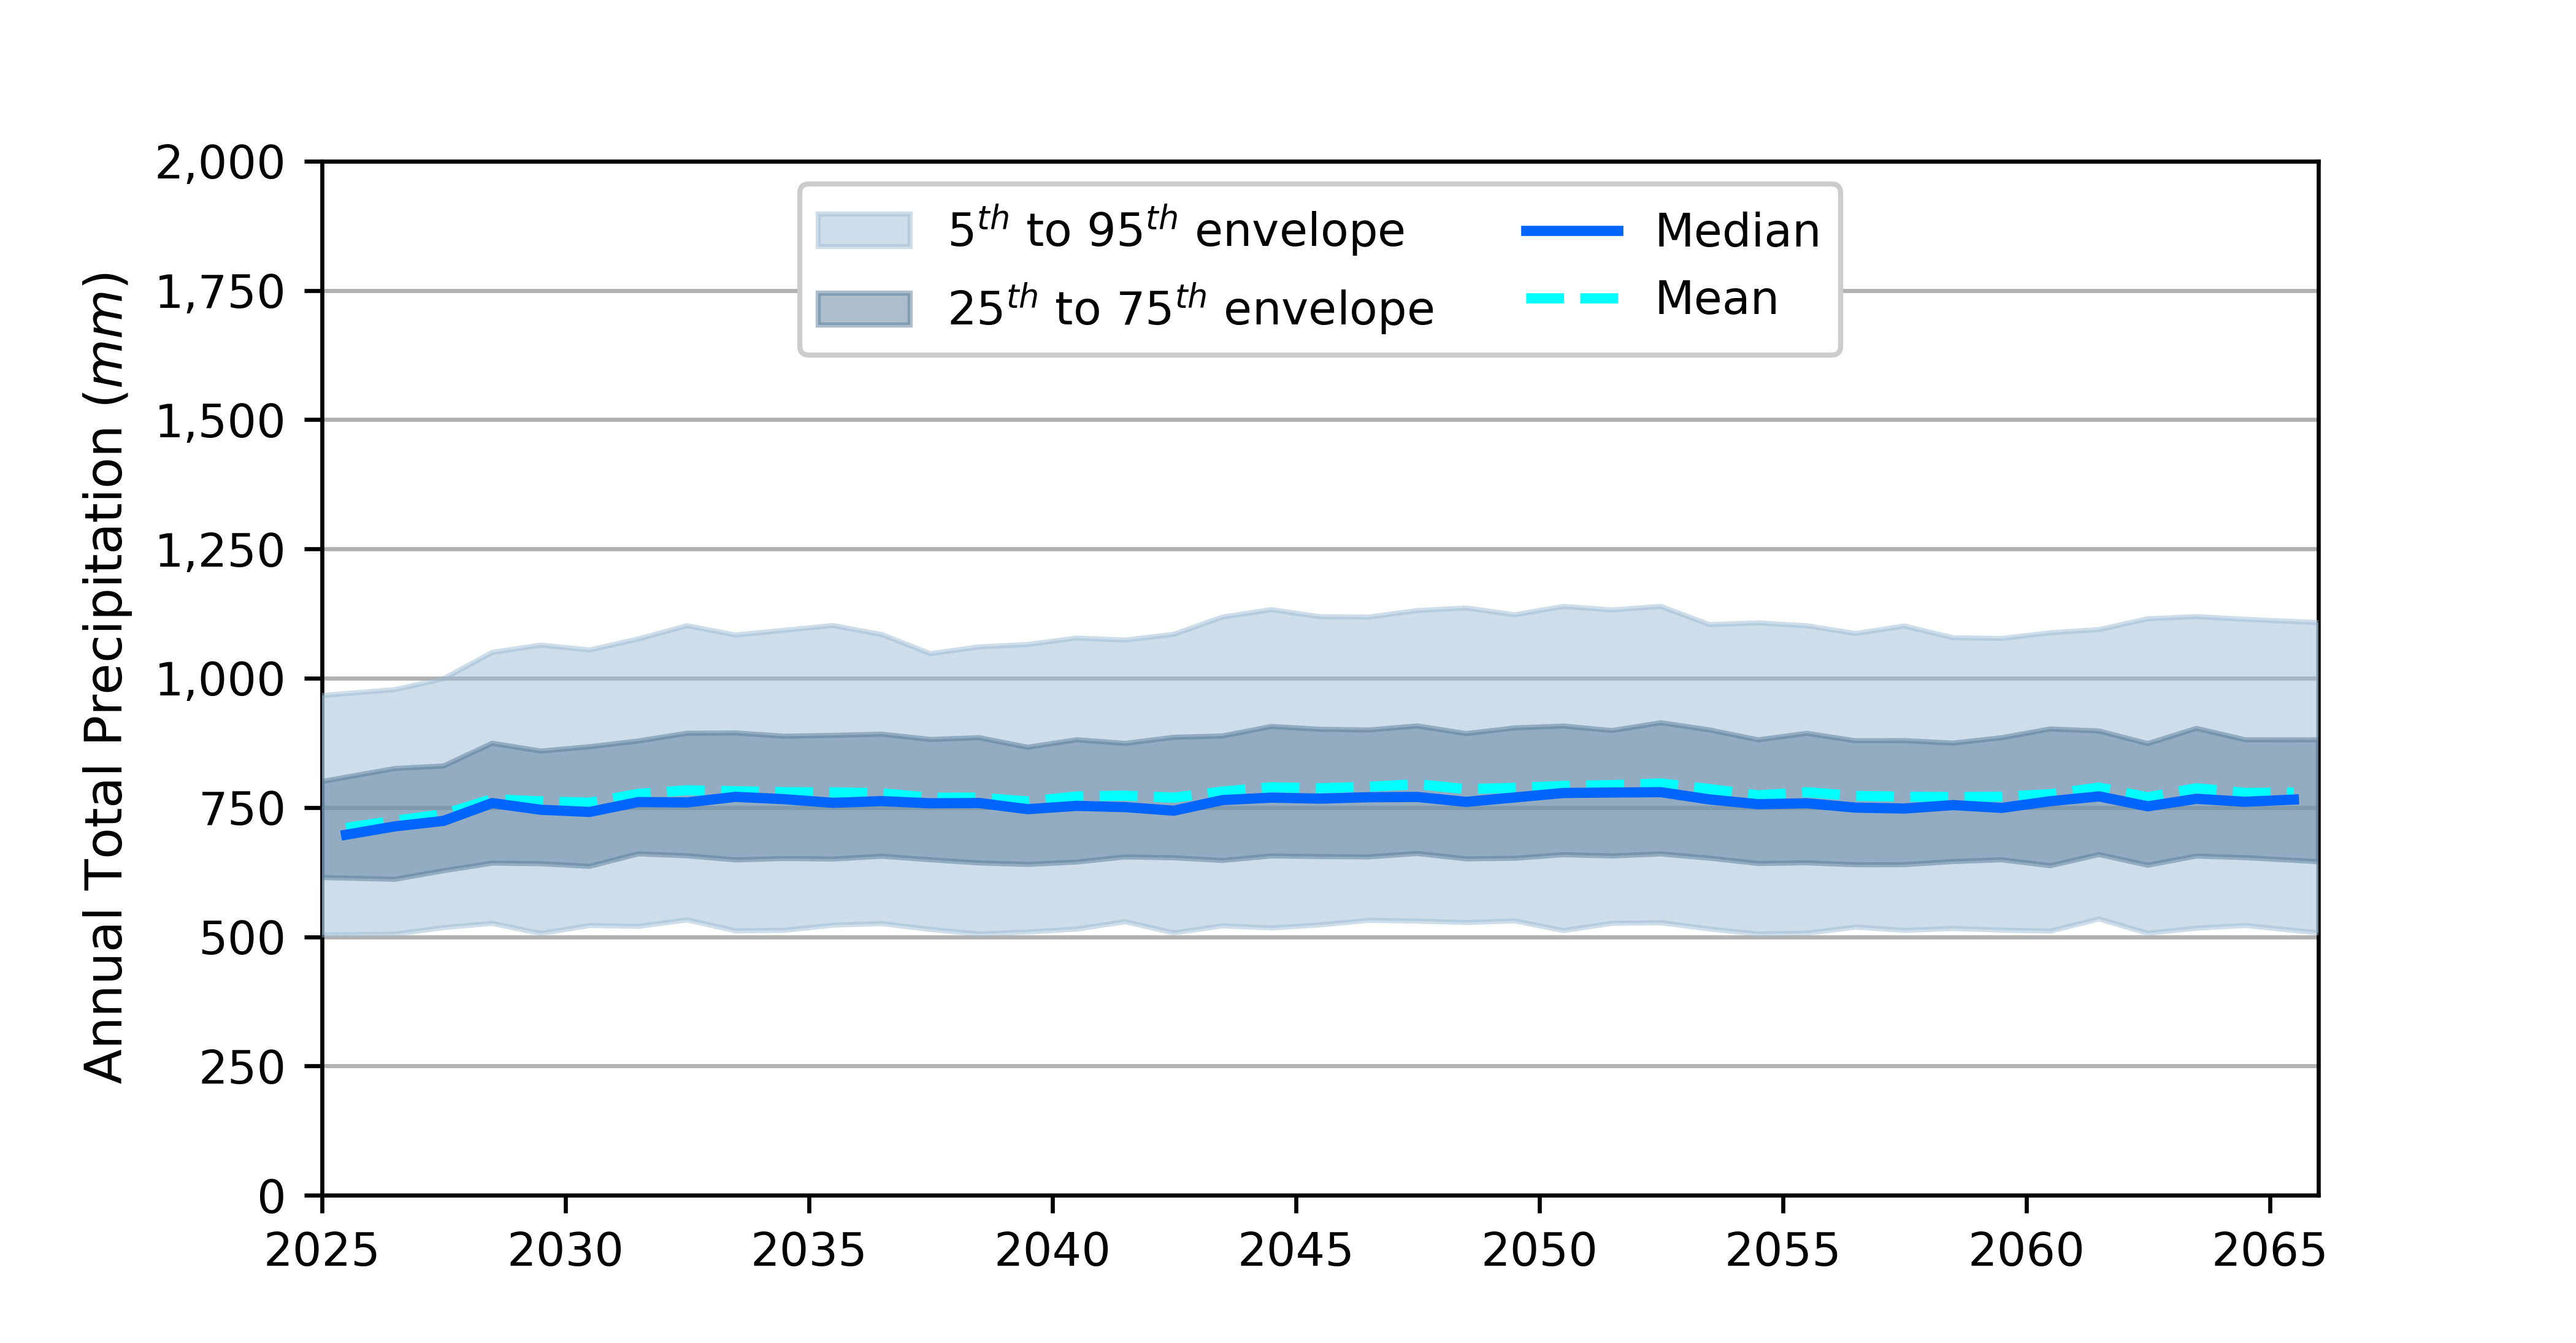 Annual Total Precipitation (mm)
2,000
1,750
1,500
1,250
1,000
750
500
250
0
5th to 95th envelope
25th to 75th envelope
Median
Mean
2025 2030 2035 2040 2045 2050 2055 2060 2065